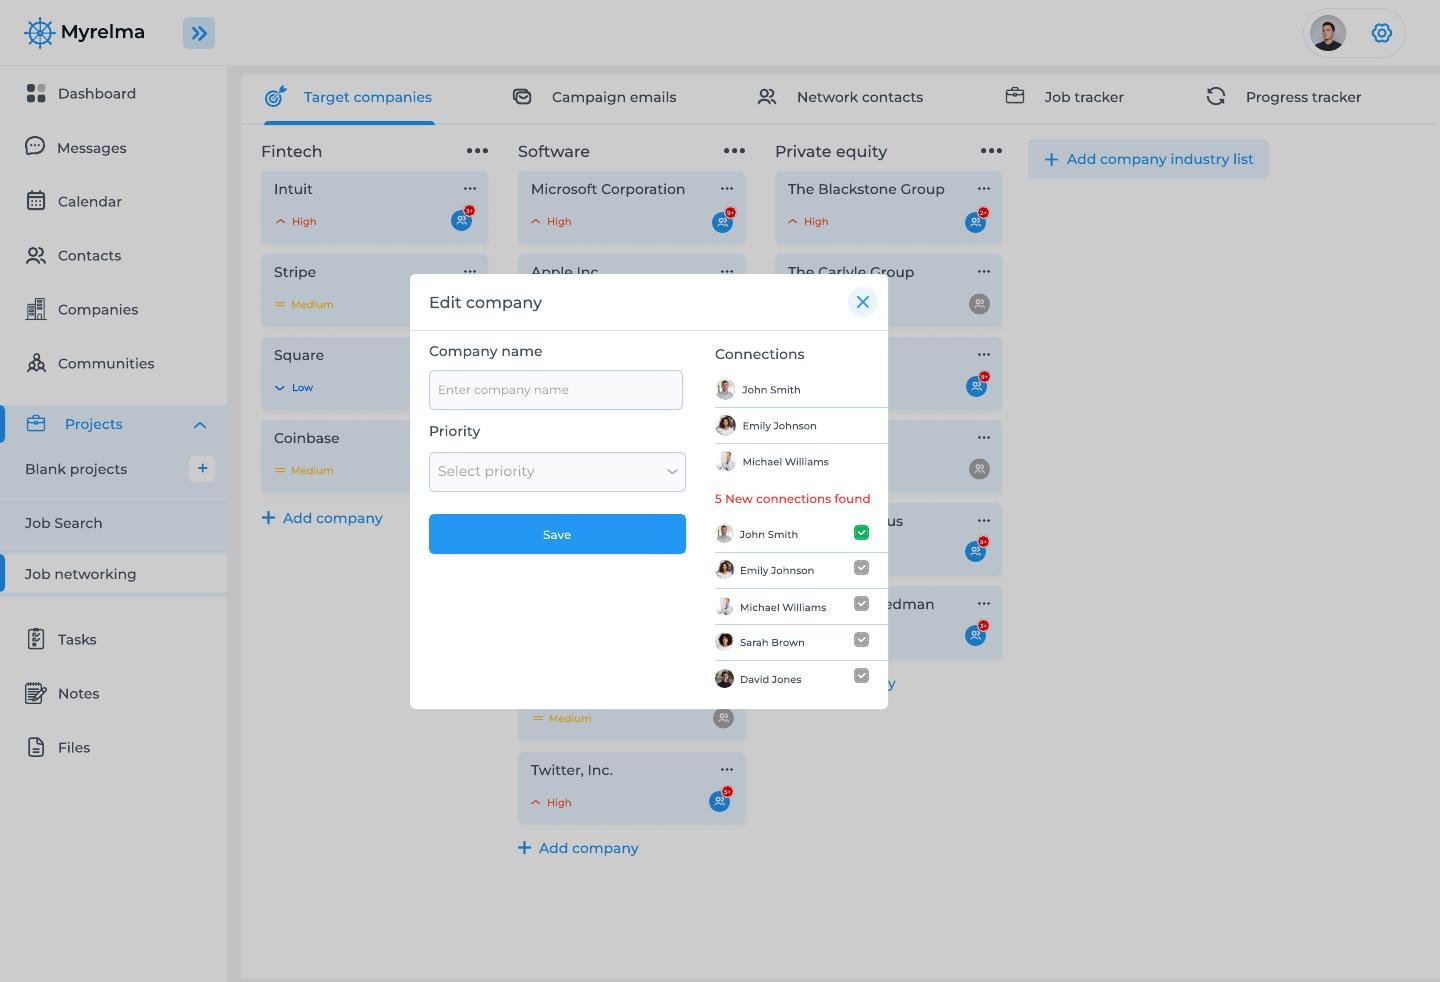 Myrelma
Dashboard
Messages
Calendar
Contacts
Companies
Communities
Projects
Blank projects
Job Search
Job networking
Tasks
Notes
Files
Target companies
Campaign emails
Network contacts
Job tracker
Progress tracker
Fintech
Intuit
3+
High
Stripe
Medium
Square
Low
Coinbase
Medium
Add company
Software
Microsoft Corporation
9+
High
Apple Inc
Medium
Twitter, Inc.
5+
High
Add company
Private equity
The Blackstone Group
2+
High
The Carlyle Group
9+
us
5+
edman
3+
y
Add company industry list
Edit company
Company name
Enter company name
Priority
Select priority
Save
Connections
John Smith
Emily Johnson
Michael Williams
5 New connections found
John Smith
Emily Johnson
Michael Williams
Sarah Brown
David Jones